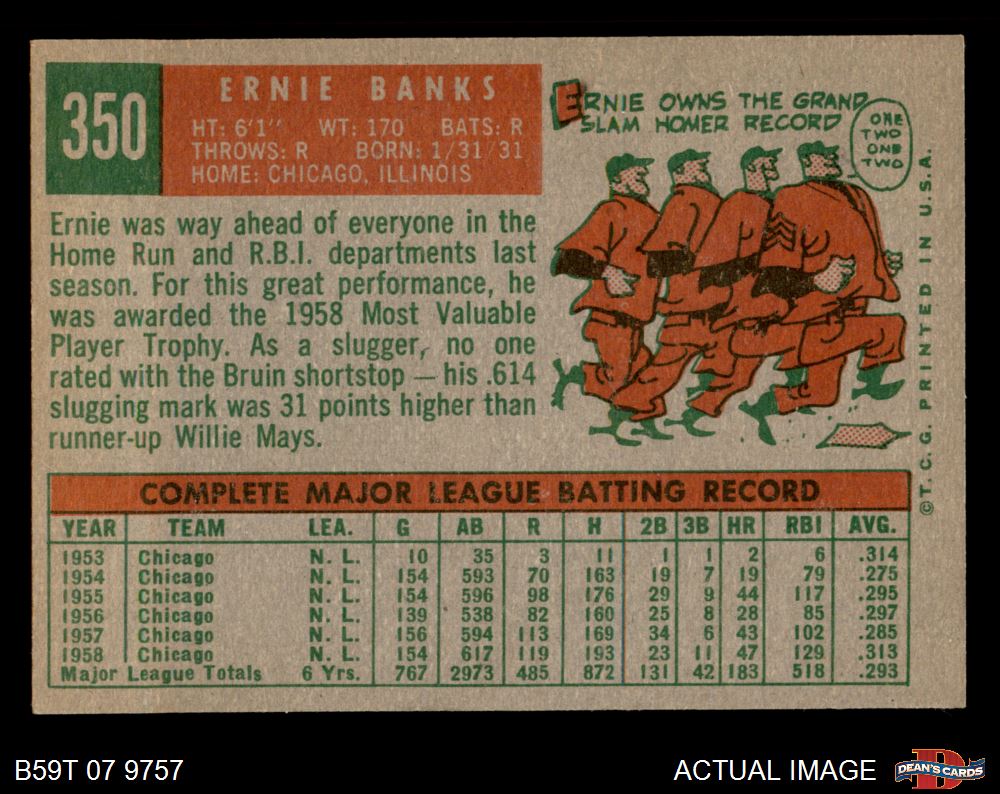 350
ERNIE BANKS
HT: 6'1" WT: 170 BATS: R
THROWS: R BORN: 1/31/31
HOME: CHICAGO, ILLINOIS
Ernie was way ahead of everyone in the
Home Run and R.B.I. departments last
season. For this great performance, he
was awarded the 1958 Most Valuable
Player Trophy. As a slugger, no one
rated with the Bruin shortstop — his .614
slugging mark was 31 points higher than
runner-up Willie Mays.
ERNIE OWNS THE GRAND
SLAM HOMER RECORD
ONE
TWO
ONE
TWO
©T. C. G. PRINTED IN U.S.A.
COMPLETE MAJOR LEAGUE BATTING RECORD
YEAR TEAM LEA. G AB R H 2B 3B HR RBI AVG.
1953 Chicago N. L. 10 35 3 11 1 1 2 6 .314
1954 Chicago N. L. 154 593 70 163 19 7 19 79 .275
1955 Chicago N. L. 154 596 98 176 29 9 44 117 .295
1956 Chicago N. L. 139 538 82 160 25 8 28 85 .297
1957 Chicago N. L. 156 594 113 169 34 6 43 102 .285
1958 Chicago N. L. 154 617 119 193 23 11 47 129 .313
Major League Totals 6 Yrs. 767 2973 485 872 131 42 183 518 .293
B59T 07 9757
ACTUAL IMAGE
D
DEAN'S CARDS